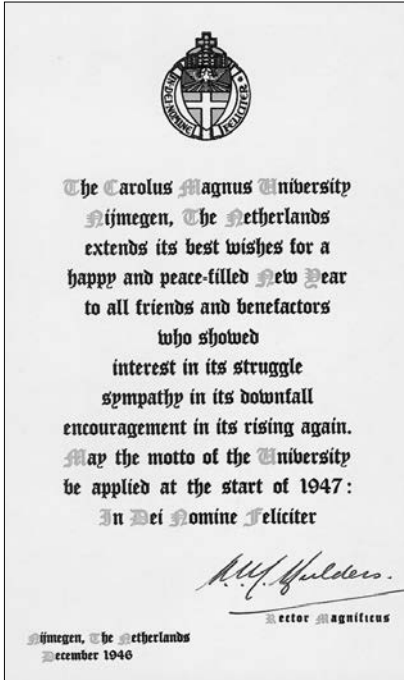 IN·DEI·NOMINE FELICITER
The Carolus Magnus University
Nijmegen, The Netherlands
extends its best wishes for a
happy and peace-filled New Year
to all friends and benefactors
who showed
interest in its struggle
sympathy in its downfall
encouragement in its rising again.
May the motto of the University
be applied at the start of 1947:
In Dei Nomine Feliciter
Mulders.
Rector Magnificus
Nijmegen, The Netherlands
December 1946